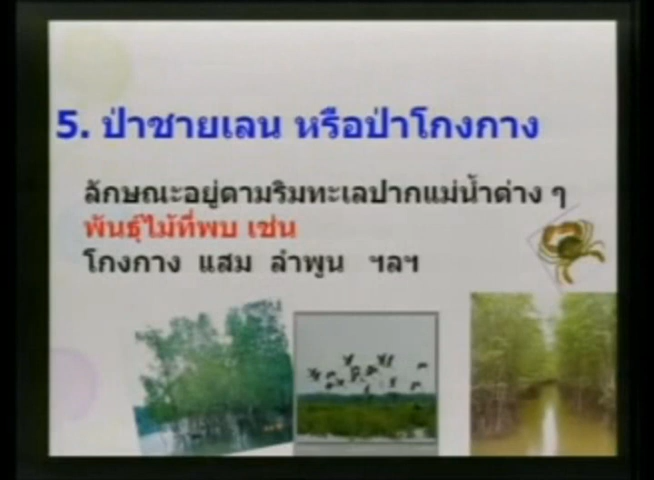 5. ป่าชายเลน หรือป่าโกงกาง
ลักษณะอยู่ตามริมทะเลปากแม่น้ำต่าง ๆ
พันธุ์ไม้ที่พบ เช่น
โกงกาง แสม ลำพูน ฯลฯ